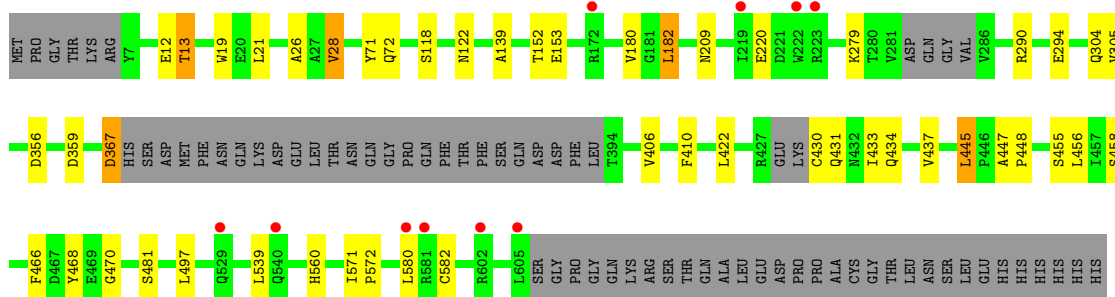 MET PRO GLY THR LYS ARG Y7 E12 T13 W19 E20 L21 A26 A27 V28 Y71 Q72 S118 N122 A139 T152 E153 R172 V180 G181 L182 N209 I219 E220 D221 W222 R223 K279 T280 V281 ASP GLN GLY VAL V286 R290 E294 Q304 V305
D356 D359 D367 HIS SER ASP MET PHE ASN GLN LYS ASP GLU LEU THR ASN GLN GLY PRO GLN PHE THR PHE SER GLN ASP ASP PHE LEU T394 V406 F410 L422 R427 GLU LYS C430 Q431 N432 I433 Q434 V437 L445 P446 A447 P448 S455 L456 I457
F466 D467 Y468 E469 G470 S481 L497 Q529 L539 Q540 H560 I571 P572 L580 R581 C582 R602 L605 SER GLY PRO GLY GLN LYS ARG SER THR GLN ALA LEU GLU ASP PRO PRO ALA CYS GLY THR LEU ASN SER LEU GLU HIS HIS HIS HIS HIS HIS